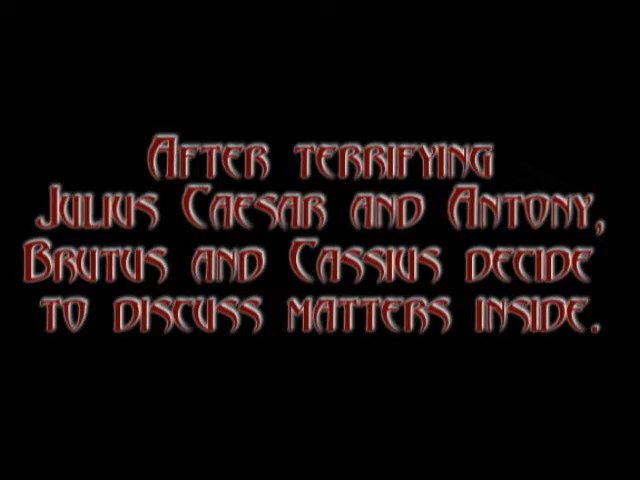 After terrifying
Julius Caesar and Antony,
Brutus and Cassius decide
to discuss matters inside.